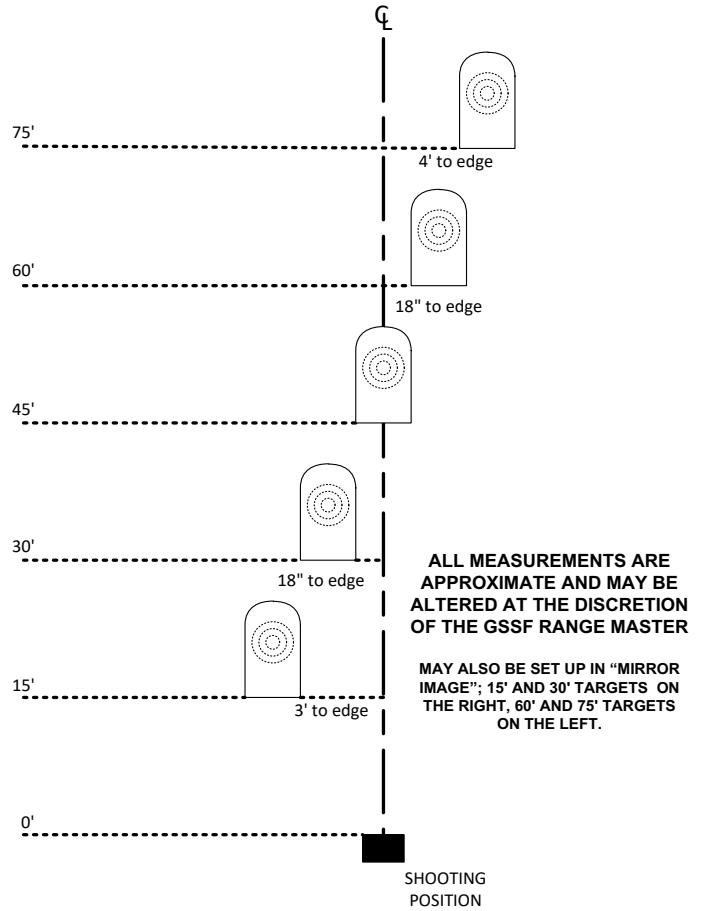 ℄
75'
4' to edge
60'
18" to edge
45'
30'
18" to edge
ALL MEASUREMENTS ARE
APPROXIMATE AND MAY BE
ALTERED AT THE DISCRETION
OF THE GSSF RANGE MASTER
MAY ALSO BE SET UP IN “MIRROR
IMAGE”; 15' AND 30' TARGETS ON
THE RIGHT, 60' AND 75' TARGETS
ON THE LEFT.
15'
3' to edge
0'
SHOOTING
POSITION